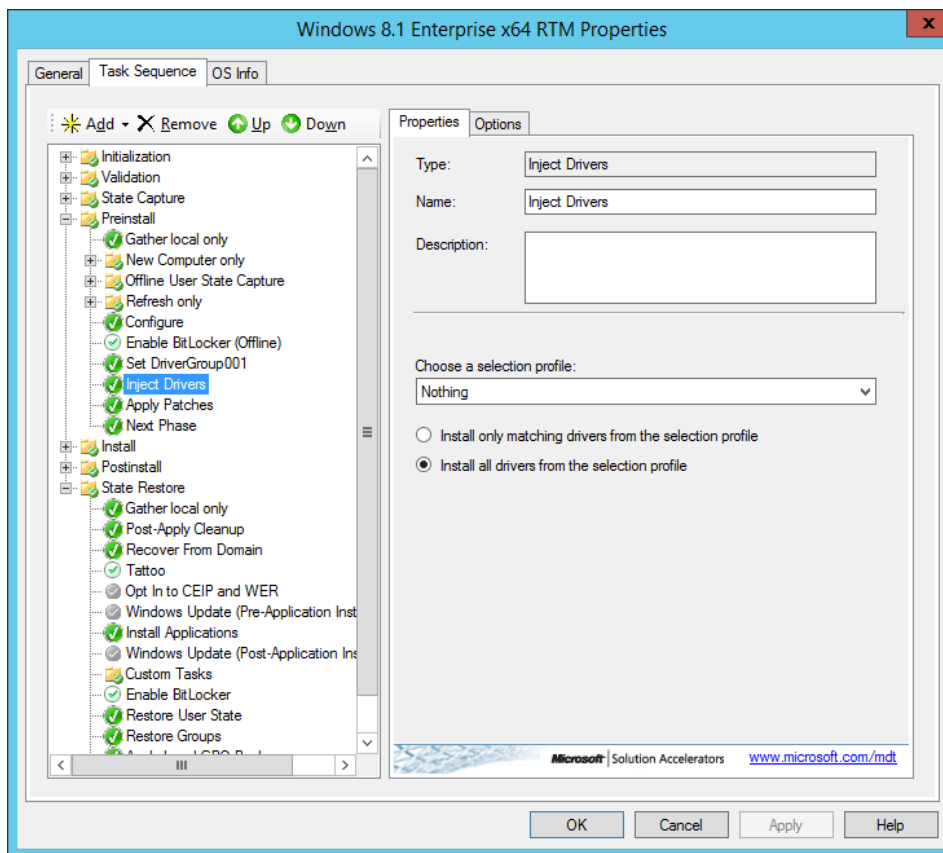 Windows 8.1 Enterprise x64 RTM Properties
x
General Task Sequence OS Info
Add Remove Up Down
Initialization
Validation
State Capture
Preinstall
Gather local only
New Computer only
Offline User State Capture
Refresh only
Configure
Enable BitLocker (Offline)
Set DriverGroup001
Inject Drivers
Apply Patches
Next Phase
Install
Postinstall
State Restore
Gather local only
Post-Apply Cleanup
Recover From Domain
Tattoo
Opt In to CEIP and WER
Windows Update (Pre-Application Inst
Install Applications
Windows Update (Post-Application Ins
Custom Tasks
Enable BitLocker
Restore User State
Restore Groups
Properties Options
Type: Inject Drivers
Name: Inject Drivers
Description:
Choose a selection profile:
Nothing
Install only matching drivers from the selection profile
Install all drivers from the selection profile
Microsoft Solution Accelerators www.microsoft.com/mdt
OK Cancel Apply Help